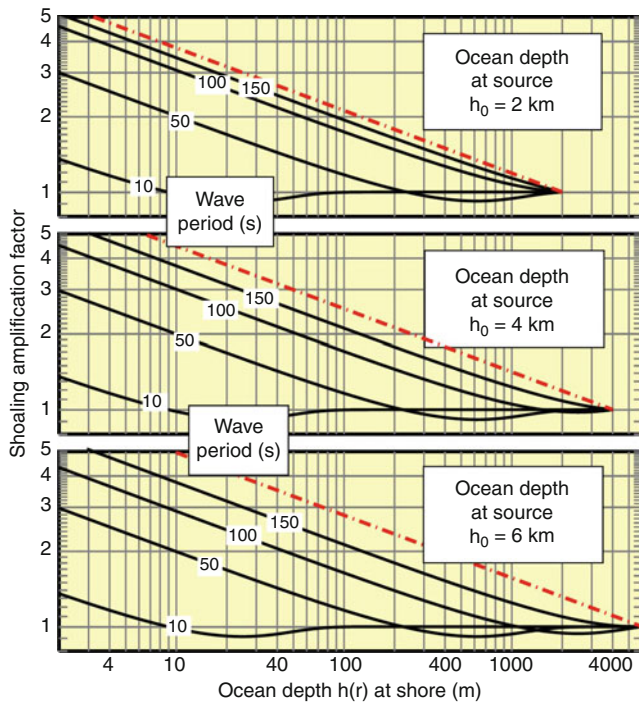 Shoaling amplification factor
5
4
3
2
1
100
150
50
10
Ocean depth
at source
h0 = 2 km
Wave
period (s)
5
4
3
2
1
150
100
50
10
Ocean depth
at source
h0 = 4 km
Wave
period (s)
5
4
3
2
1
150
100
50
10
Ocean depth
at source
h0 = 6 km
4 10 20 40 100 400 1000 4000
Ocean depth h(r) at shore (m)